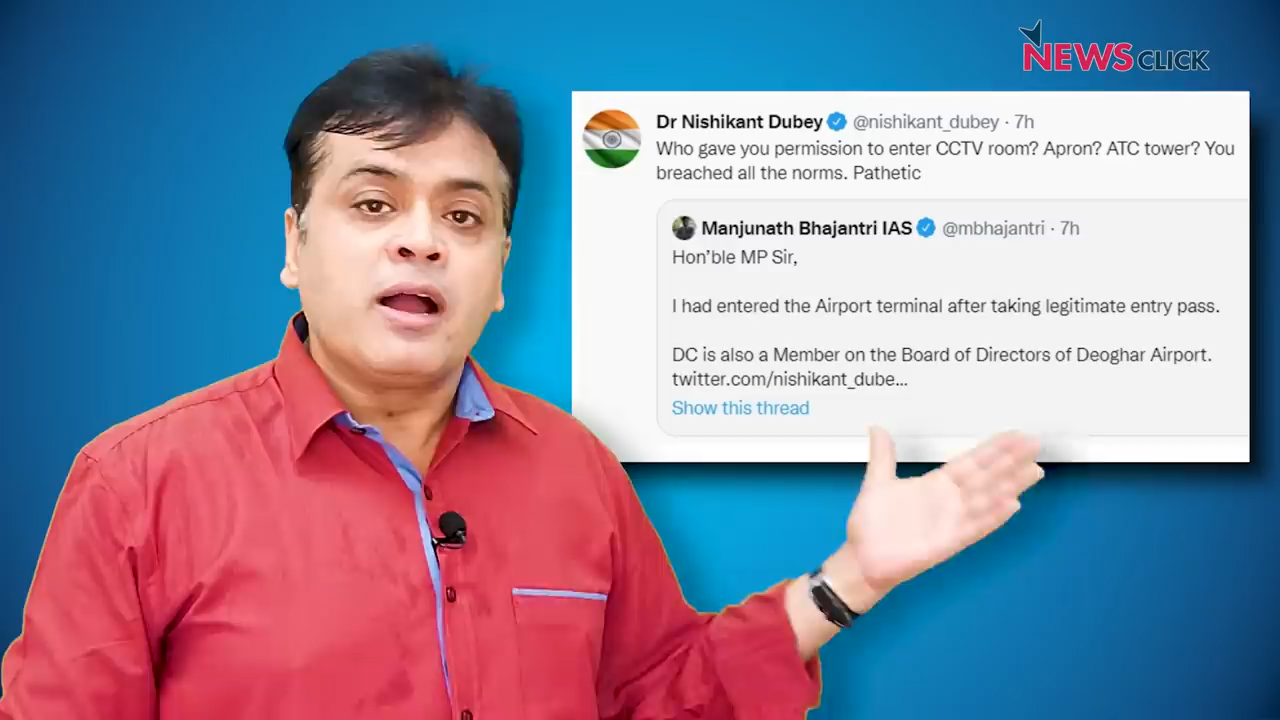 NEWS CLICK
Dr Nishikant Dubey @nishikant_dubey · 7h
Who gave you permission to enter CCTV room? Apron? ATC tower? You
breached all the norms. Pathetic
Manjunath Bhajantri IAS @mbhajantri · 7h
Hon'ble MP Sir,
I had entered the Airport terminal after taking legitimate entry pass.
DC is also a Member on the Board of Directors of Deoghar Airport.
twitter.com/nishikant_dube...
Show this thread